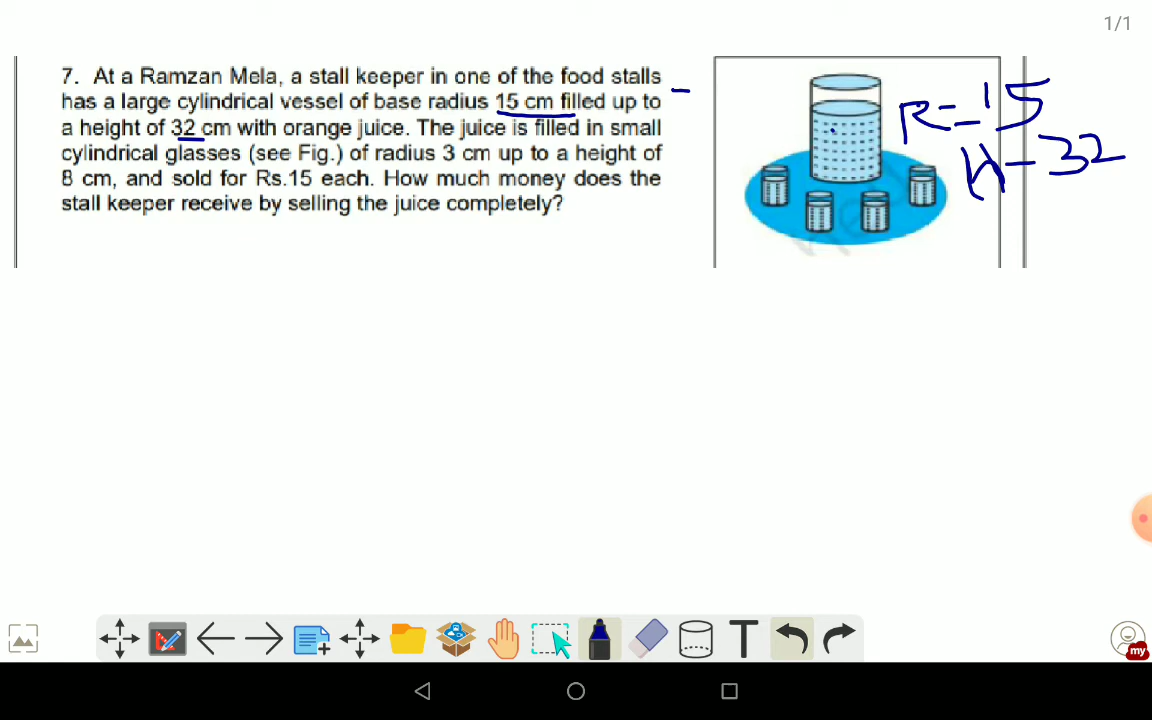 1/1
7. At a Ramzan Mela, a stall keeper in one of the food stalls
has a large cylindrical vessel of base radius 15 cm filled up to
a height of 32 cm with orange juice. The juice is filled in small
cylindrical glasses (see Fig.) of radius 3 cm up to a height of
8 cm, and sold for Rs.15 each. How much money does the
stall keeper receive by selling the juice completely?
R=15
H=32
T
my